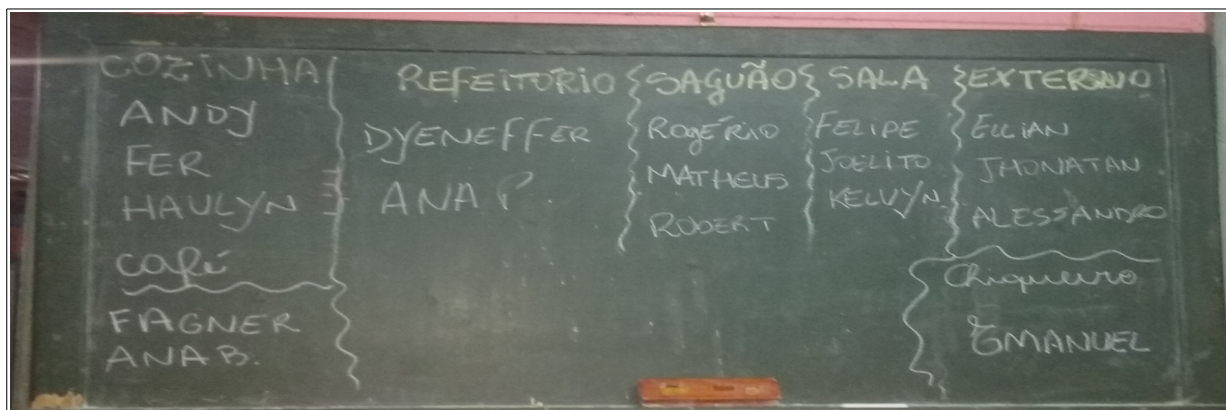 COZINHA
ANDY
FER
HAULYN
café
FAGNER
ANA B.
REFEITORIO
DYENEFFER
ANA P.
SAGUÃO
ROGÉRIO
MATHEUS
ROBERT
SALA
FELIPE
JOELITO
KELVYN
EXTERNO
ELLIAN
JHONATAN
ALESSANDRO
Chiqueiro
EMANUEL